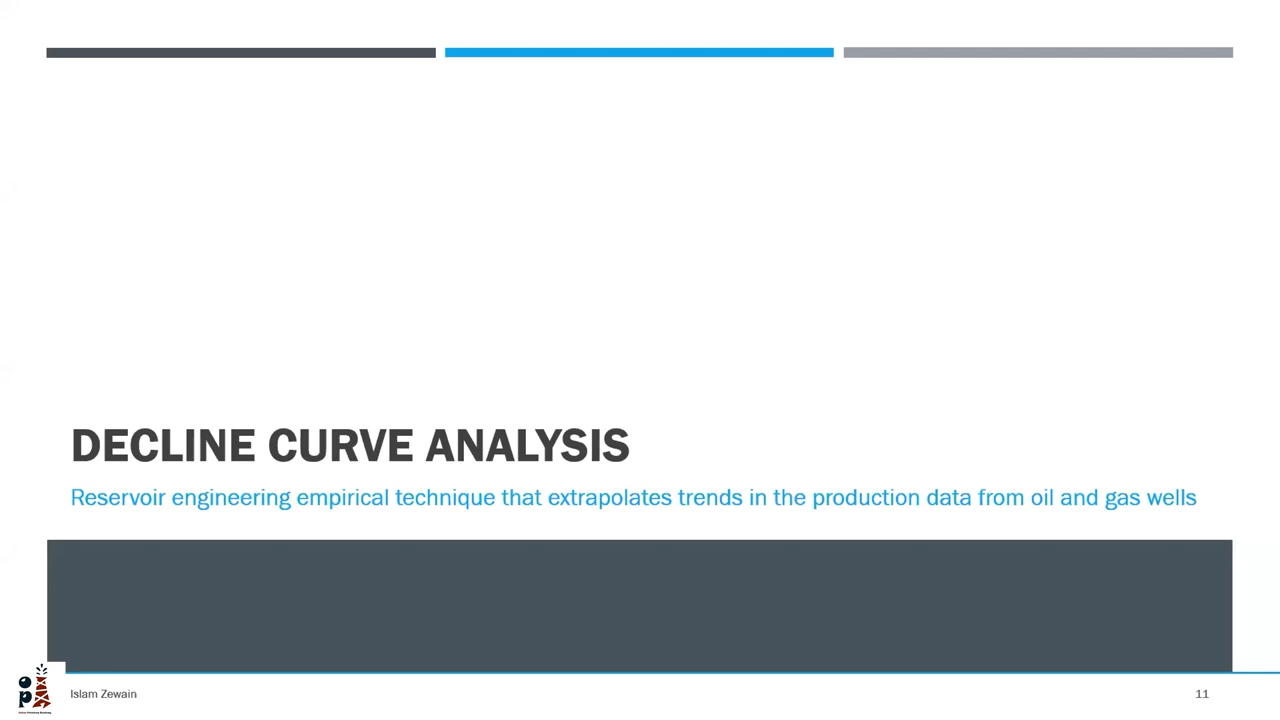 DECLINE CURVE ANALYSIS
Reservoir engineering empirical technique that extrapolates trends in the production data from oil and gas wells
Islam Zewain
11